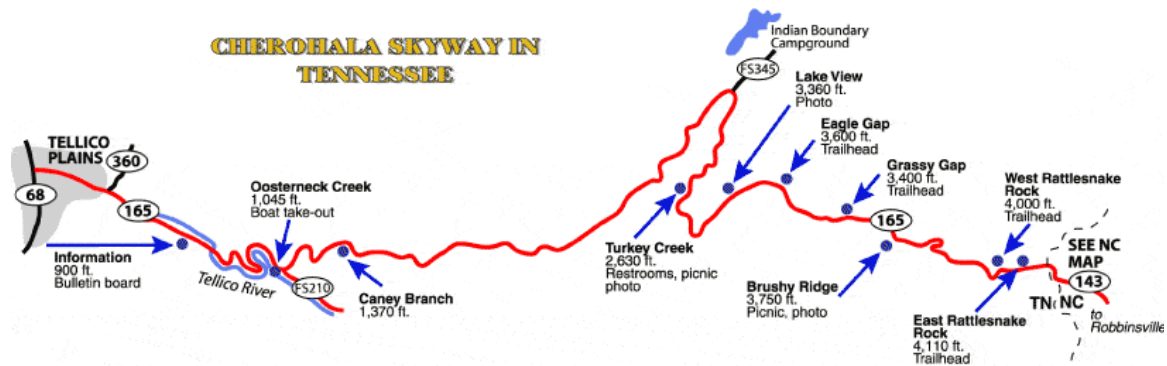 CHEROHALA SKYWAY IN
TENNESSEE
Indian Boundary
Campground
FS345
Lake View
3,360 ft.
Photo
Eagle Gap
3,600 ft.
Trailhead
TELLICO
PLAINS
360
68
165
Oosterneck Creek
1,045 ft.
Boat take-out
Grassy Gap
3,400 ft.
Trailhead
West Rattlesnake
Rock
4,000 ft.
Trailhead
165
Information
900 ft.
Bulletin board
Tellico River
FS210
Caney Branch
1,370 ft.
Turkey Creek
2,630 ft.
Restrooms, picnic
photo
Brushy Ridge
3,750 ft.
Picnic, photo
SEE NC
MAP
143
TN NC
to
Robbinsville
East Rattlesnake
Rock
4,110 ft.
Trailhead